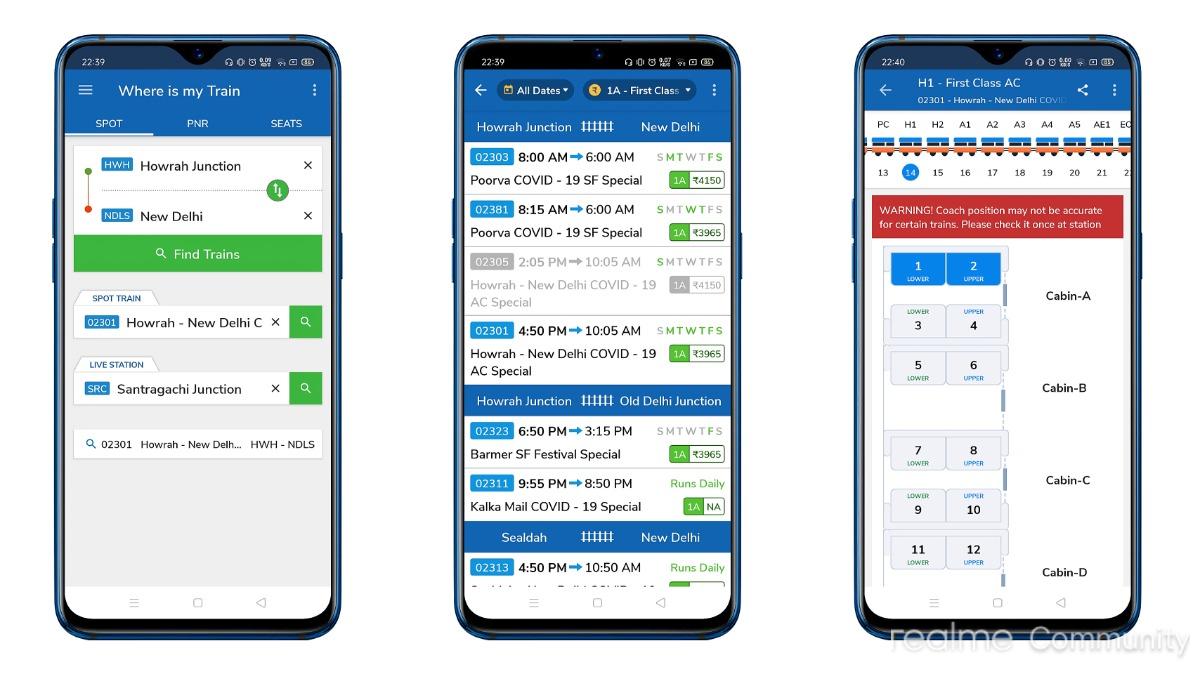 22:39
Where is my Train
SPOT PNR SEATS
HWH Howrah Junction ×
NDLS New Delhi ×
Find Trains
SPOT TRAIN
02301 Howrah - New Delhi C ×
LIVE STATION
SRC Santragachi Junction ×
02301 Howrah - New Delh... HWH - NDLS
22:39
All Dates 1A - First Class
Howrah Junction New Delhi
02303 8:00 AM → 6:00 AM S M T W T F S
Poorva COVID - 19 SF Special 1A ₹4150
02381 8:15 AM → 6:00 AM S M T W T F S
Poorva COVID - 19 SF Special 1A ₹3965
02305 2:05 PM → 10:05 AM S M T W T F S
Howrah - New Delhi COVID - 19 1A ₹4150
AC Special
02301 4:50 PM → 10:05 AM S M T W T F S
Howrah - New Delhi COVID - 19 1A ₹3965
AC Special
Howrah Junction Old Delhi Junction
02323 6:50 PM → 3:15 PM S M T W T F S
Barmer SF Festival Special 1A ₹3965
02311 9:55 PM → 8:50 PM Runs Daily
Kalka Mail COVID - 19 Special 1A NA
Sealdah New Delhi
02313 4:50 PM → 10:50 AM Runs Daily
22:40
H1 - First Class AC
02301 - Howrah - New Delhi COVID
PC H1 H2 A1 A2 A3 A4 A5 AE1
13 14 15 16 17 18 19 20 21
WARNING! Coach position may not be accurate
for certain trains. Please check it once at station
1 2
LOWER LOWER
Cabin-A
LOWER UPPER
3 4
5 6
LOWER UPPER
Cabin-B
7 8
LOWER UPPER
Cabin-C
LOWER UPPER
9 10
11 12
LOWER UPPER
Cabin-D
realme Community